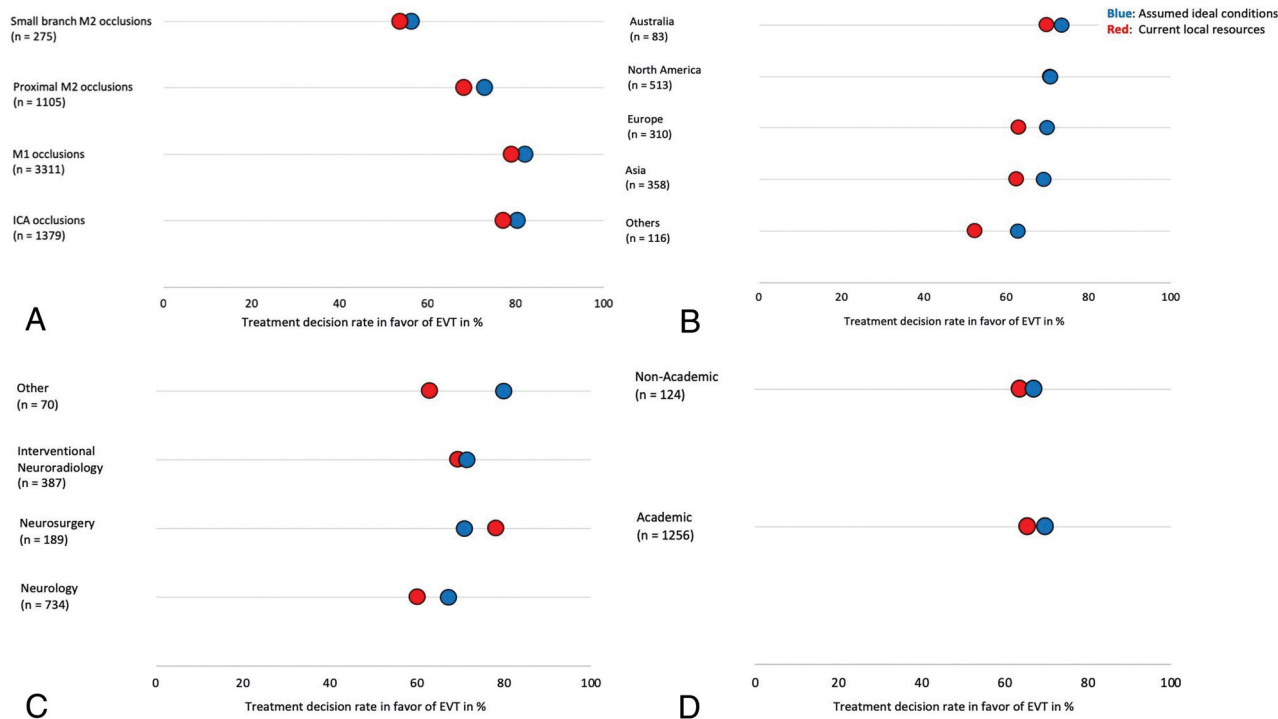 Small branch M2 occlusions
(n = 275)
Proximal M2 occlusions
(n = 1105)
M1 occlusions
(n = 3311)
ICA occlusions
(n = 1379)
0 20 40 60 80 100
Treatment decision rate in favor of EVT in %
A
Blue: Assumed ideal conditions
Red: Current local resources
Australia
(n = 83)
North America
(n = 513)
Europe
(n = 310)
Asia
(n = 358)
Others
(n = 116)
0 20 40 60 80 100
Treatment decision rate in favor of EVT in %
B
Other
(n = 70)
Interventional
Neuroradiology
(n = 387)
Neurosurgery
(n = 189)
Neurology
(n = 734)
0 20 40 60 80 100
Treatment decision rate in favor of EVT in %
C
Non-Academic
(n = 124)
Academic
(n = 1256)
0 20 40 60 80 100
Treatment decision rate in favor of EVT in %
D